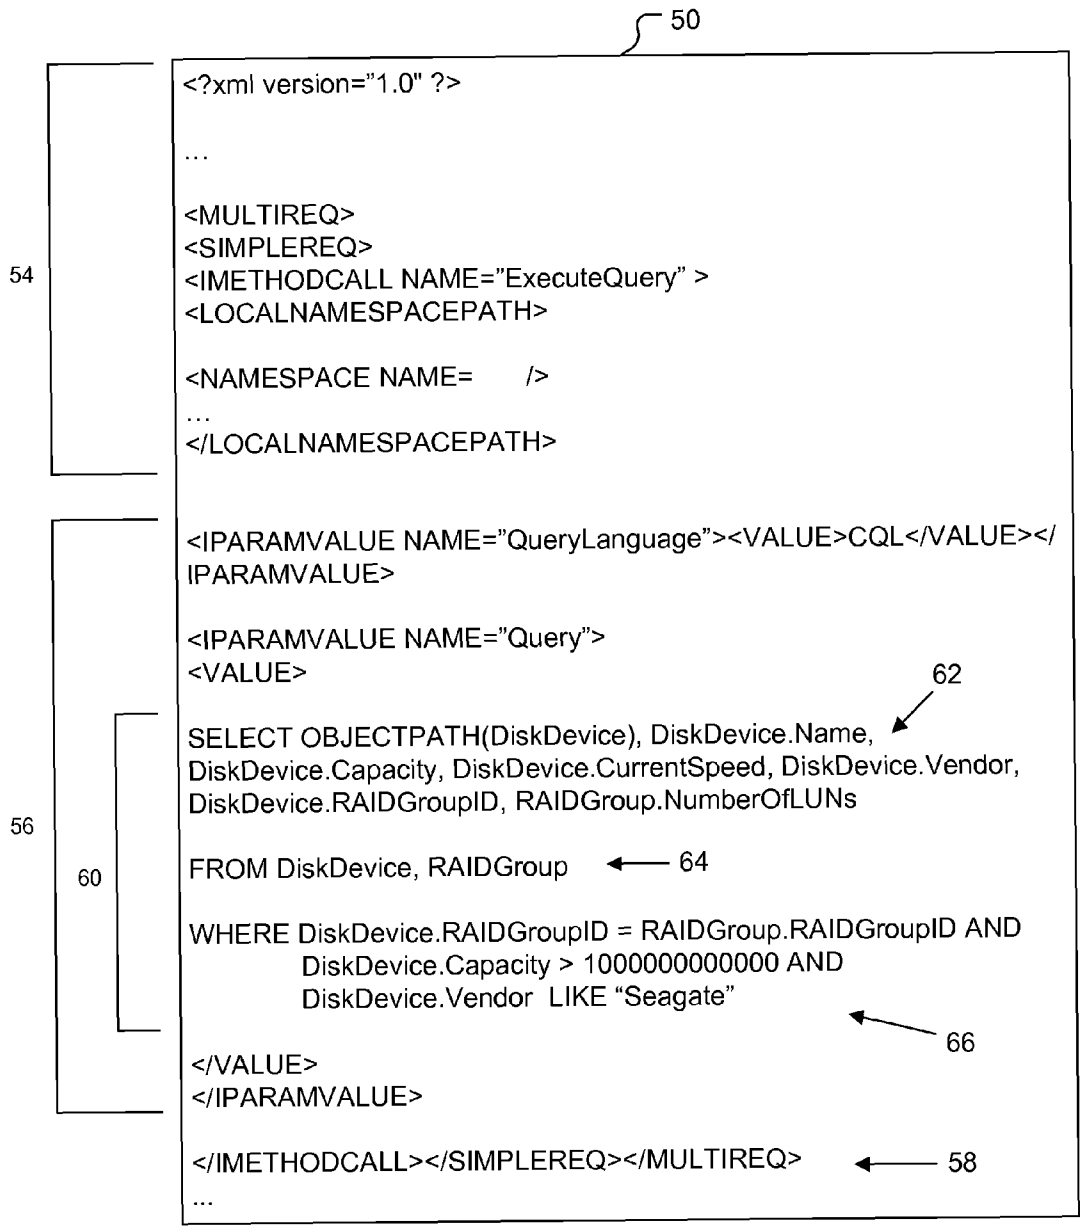 50
<?xml version="1.0" ?>
...
<MULTIREQ>
<SIMPLEREQ>
54
<IMETHODCALL NAME="ExecuteQuery" >
<LOCALNAMESPACEPATH>
<NAMESPACE NAME= />
...
</LOCALNAMESPACEPATH>
<IPARAMVALUE NAME="QueryLanguage"><VALUE>CQL</VALUE></
IPARAMVALUE>
<IPARAMVALUE NAME="Query">
<VALUE>
62
SELECT OBJECTPATH(DiskDevice), DiskDevice.Name,
DiskDevice.Capacity, DiskDevice.CurrentSpeed, DiskDevice.Vendor,
DiskDevice.RAIDGroupID, RAIDGroup.NumberOfLUNs
56
FROM DiskDevice, RAIDGroup
64
60
WHERE DiskDevice.RAIDGroupID = RAIDGroup.RAIDGroupID AND
DiskDevice.Capacity > 1000000000000 AND
DiskDevice.Vendor LIKE "Seagate"
66
</VALUE>
</IPARAMVALUE>
</IMETHODCALL></SIMPLEREQ></MULTIREQ>
58
...